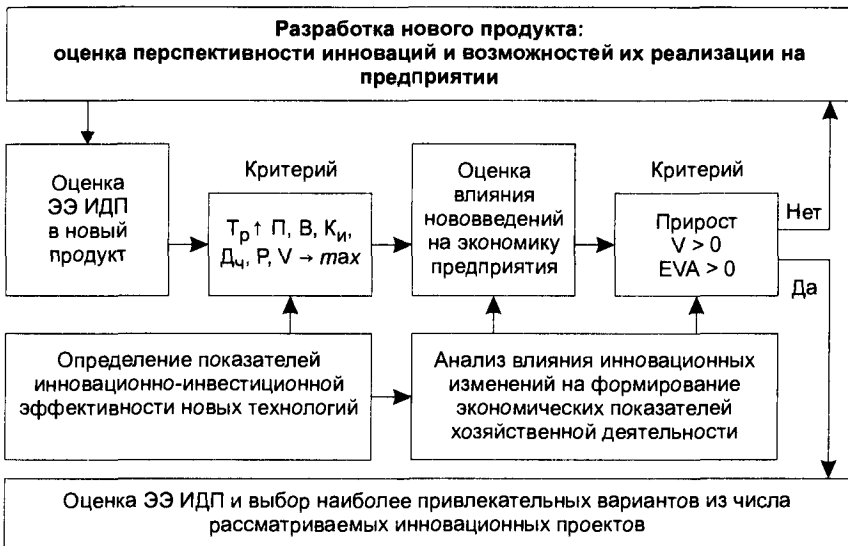 Разработка нового продукта:
оценка перспективности инноваций и возможностей их реализации на
предприятии
Оценка
ЭЭ ИДП
в новый
продукт
Критерий
Tр↑ П, В, Kи,
Дч, Р, V → max
Оценка
влияния
нововведений
на экономику
предприятия
Критерий
Прирост
V > 0
EVA > 0
Нет
Да
Определение показателей
инновационно-инвестиционной
эффективности новых технологий
Анализ влияния инновационных
изменений на формирование
экономических показателей
хозяйственной деятельности
Оценка ЭЭ ИДП и выбор наиболее привлекательных вариантов из числа
рассматриваемых инновационных проектов